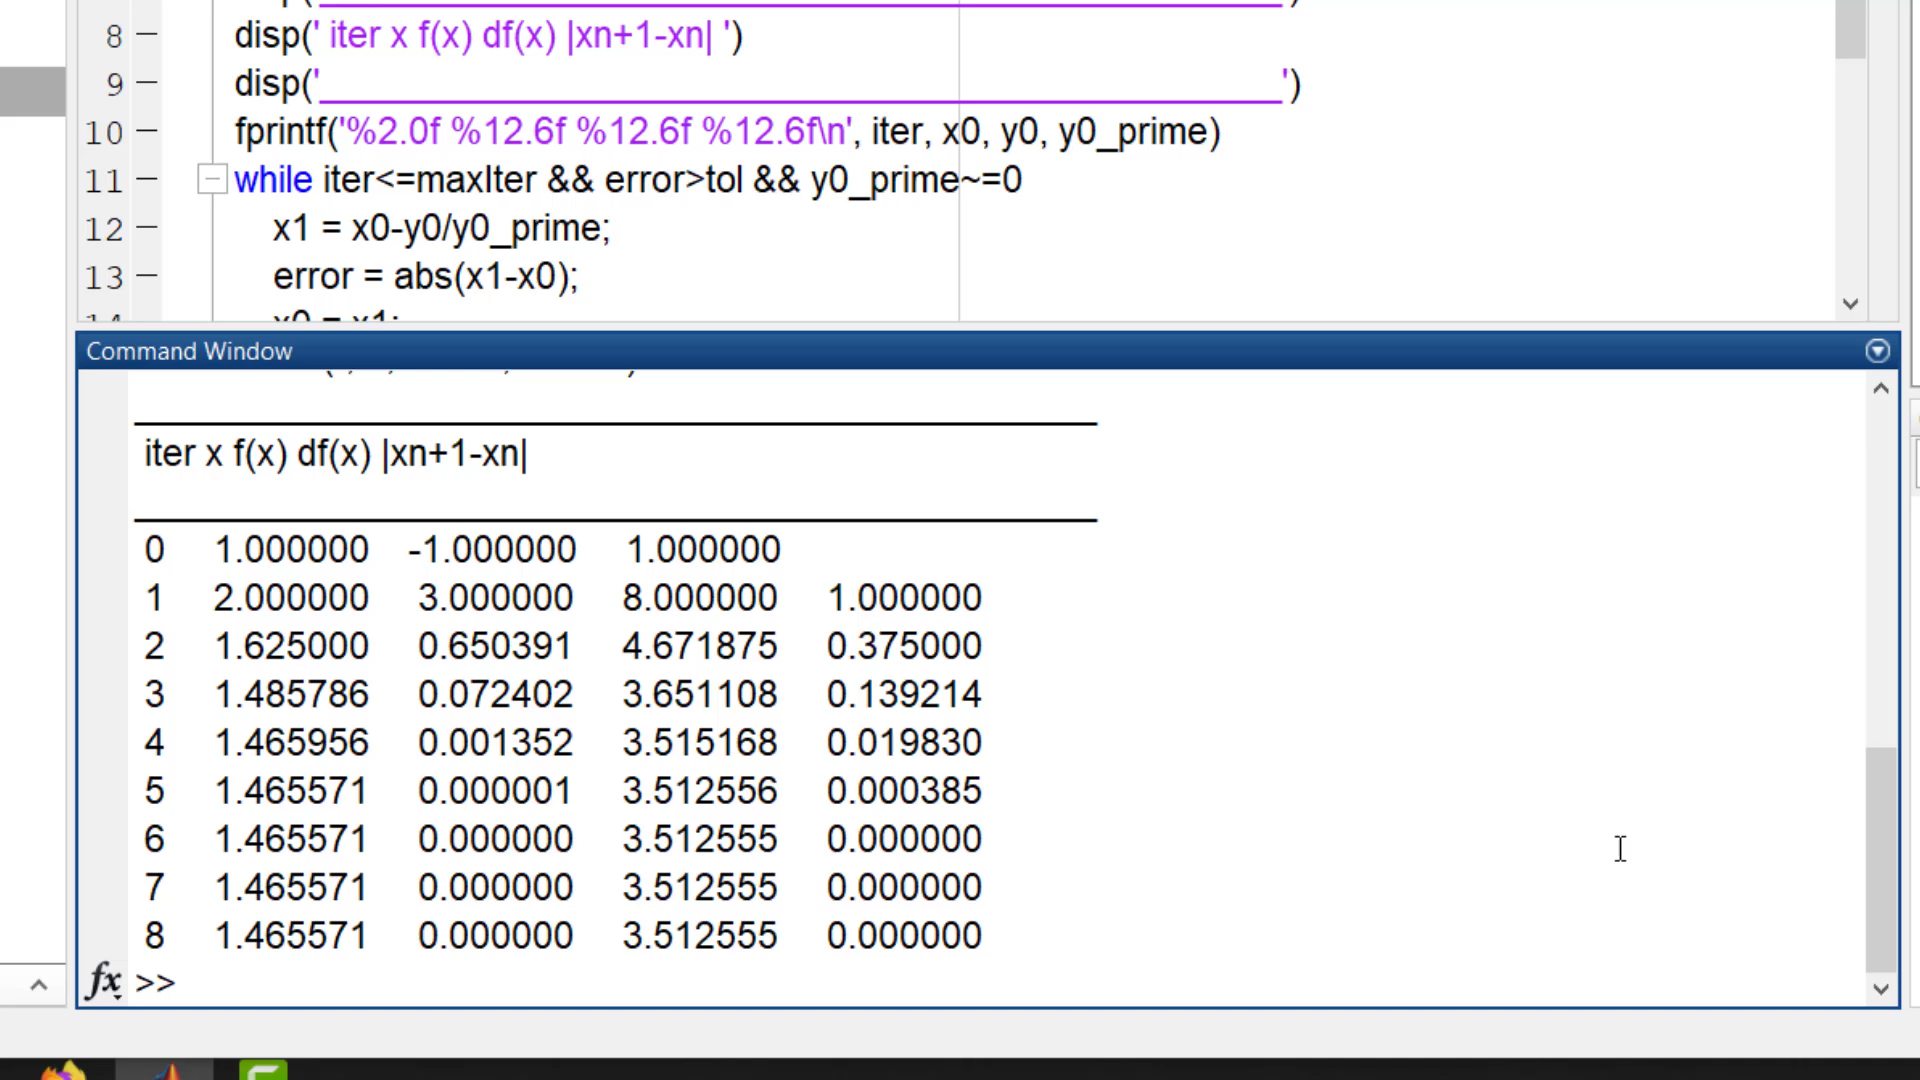 8 — disp(' iter x f(x) df(x) |xn+1-xn| ')
9 — disp('____________________________________________')
10 — fprintf('%2.0f %12.6f %12.6f %12.6f\n', iter, x0, y0, y0_prime)
11 — while iter<=maxIter && error>tol && y0_prime~=0
12 — x1 = x0-y0/y0_prime;
13 — error = abs(x1-x0);
14 x0 = x1;
Command Window
iter x f(x) df(x) |xn+1-xn|
0 1.000000 -1.000000 1.000000
1 2.000000 3.000000 8.000000 1.000000
2 1.625000 0.650391 4.671875 0.375000
3 1.485786 0.072402 3.651108 0.139214
4 1.465956 0.001352 3.515168 0.019830
5 1.465571 0.000001 3.512556 0.000385
6 1.465571 0.000000 3.512555 0.000000
7 1.465571 0.000000 3.512555 0.000000
8 1.465571 0.000000 3.512555 0.000000
fx >>